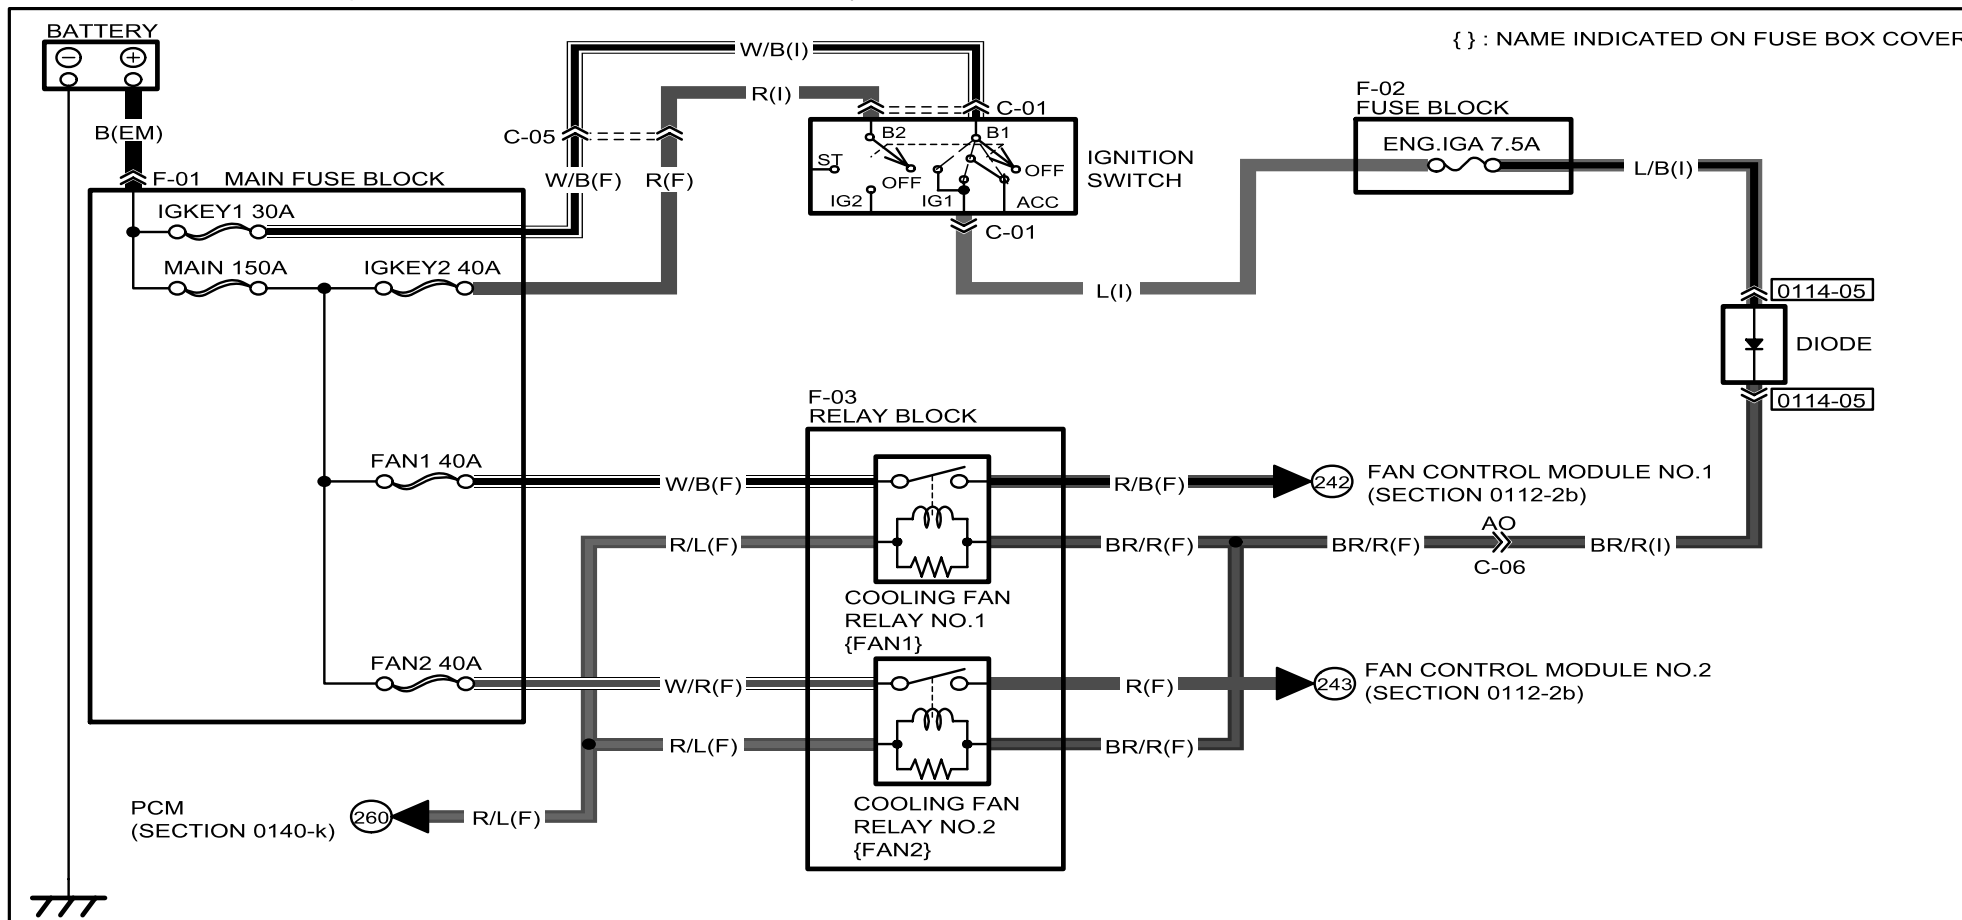 BATTERY
− +
W/B(I)
{ } : NAME INDICATED ON FUSE BOX COVER
R(I)
C-01
F-02
FUSE BLOCK
B(EM)
C-05
B2
B1
ENG.IGA 7.5A
IGNITION
SWITCH
ST
OFF
OFF
L/B(I)
F-01 MAIN FUSE BLOCK
W/B(F)
R(F)
IG2
IG1
ACC
IGKEY1 30A
C-01
MAIN 150A
IGKEY2 40A
L(I)
0114-05
DIODE
0114-05
F-03
RELAY BLOCK
FAN1 40A
W/B(F)
R/B(F)
242
FAN CONTROL MODULE NO.1
(SECTION 0112-2b)
R/L(F)
BR/R(F)
BR/R(F)
AO
C-06
BR/R(I)
COOLING FAN
RELAY NO.1
{FAN1}
FAN2 40A
W/R(F)
R(F)
243
FAN CONTROL MODULE NO.2
(SECTION 0112-2b)
R/L(F)
BR/R(F)
PCM
(SECTION 0140-k)
260
R/L(F)
COOLING FAN
RELAY NO.2
{FAN2}